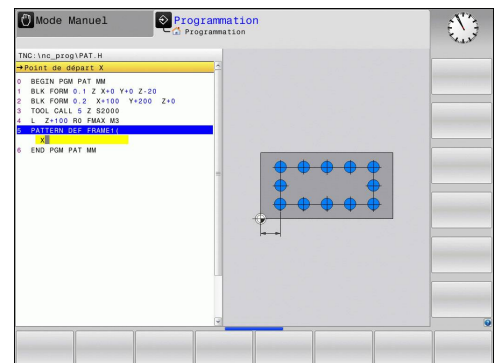 Mode Manuel
Programmation
Programmation
TNC:\nc_prog\PAT.H
→Point de départ X
0 BEGIN PGM PAT MM
1 BLK FORM 0.1 Z X+0 Y+0 Z-20
2 BLK FORM 0.2 X+100 Y+200 Z+0
3 TOOL CALL 5 Z S2000
4 L Z+100 R0 FMAX M3
5 PATTERN DEF FRAME1(
X
6 END PGM PAT MM